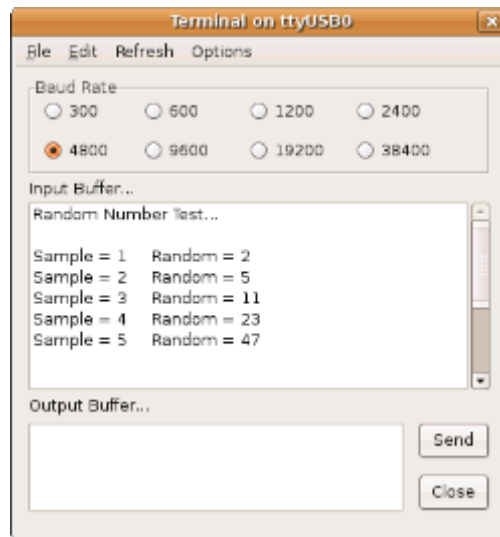 Terminal on ttyUSB0
File Edit Refresh Options
Baud Rate
300 600 1200 2400
4800 9600 19200 38400
Input Buffer...
Random Number Test...
Sample = 1 Random = 2
Sample = 2 Random = 5
Sample = 3 Random = 11
Sample = 4 Random = 23
Sample = 5 Random = 47
Output Buffer...
Send
Close